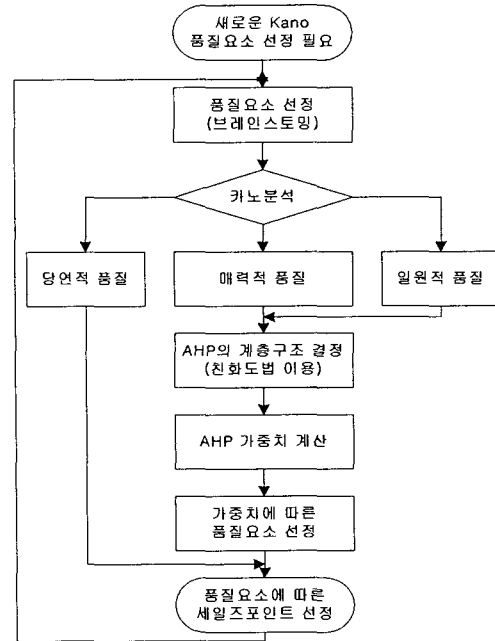 새로운 Kano
품질요소 선정 필요
품질요소 선정
(브레인스토밍)
카노분석
당연적 품질
매력적 품질
일원적 품질
AHP의 계층구조 결정
(친화도법 이용)
AHP 가중치 계산
가중치에 따른
품질요소 선정
품질요소에 따른
세일즈포인트 선정